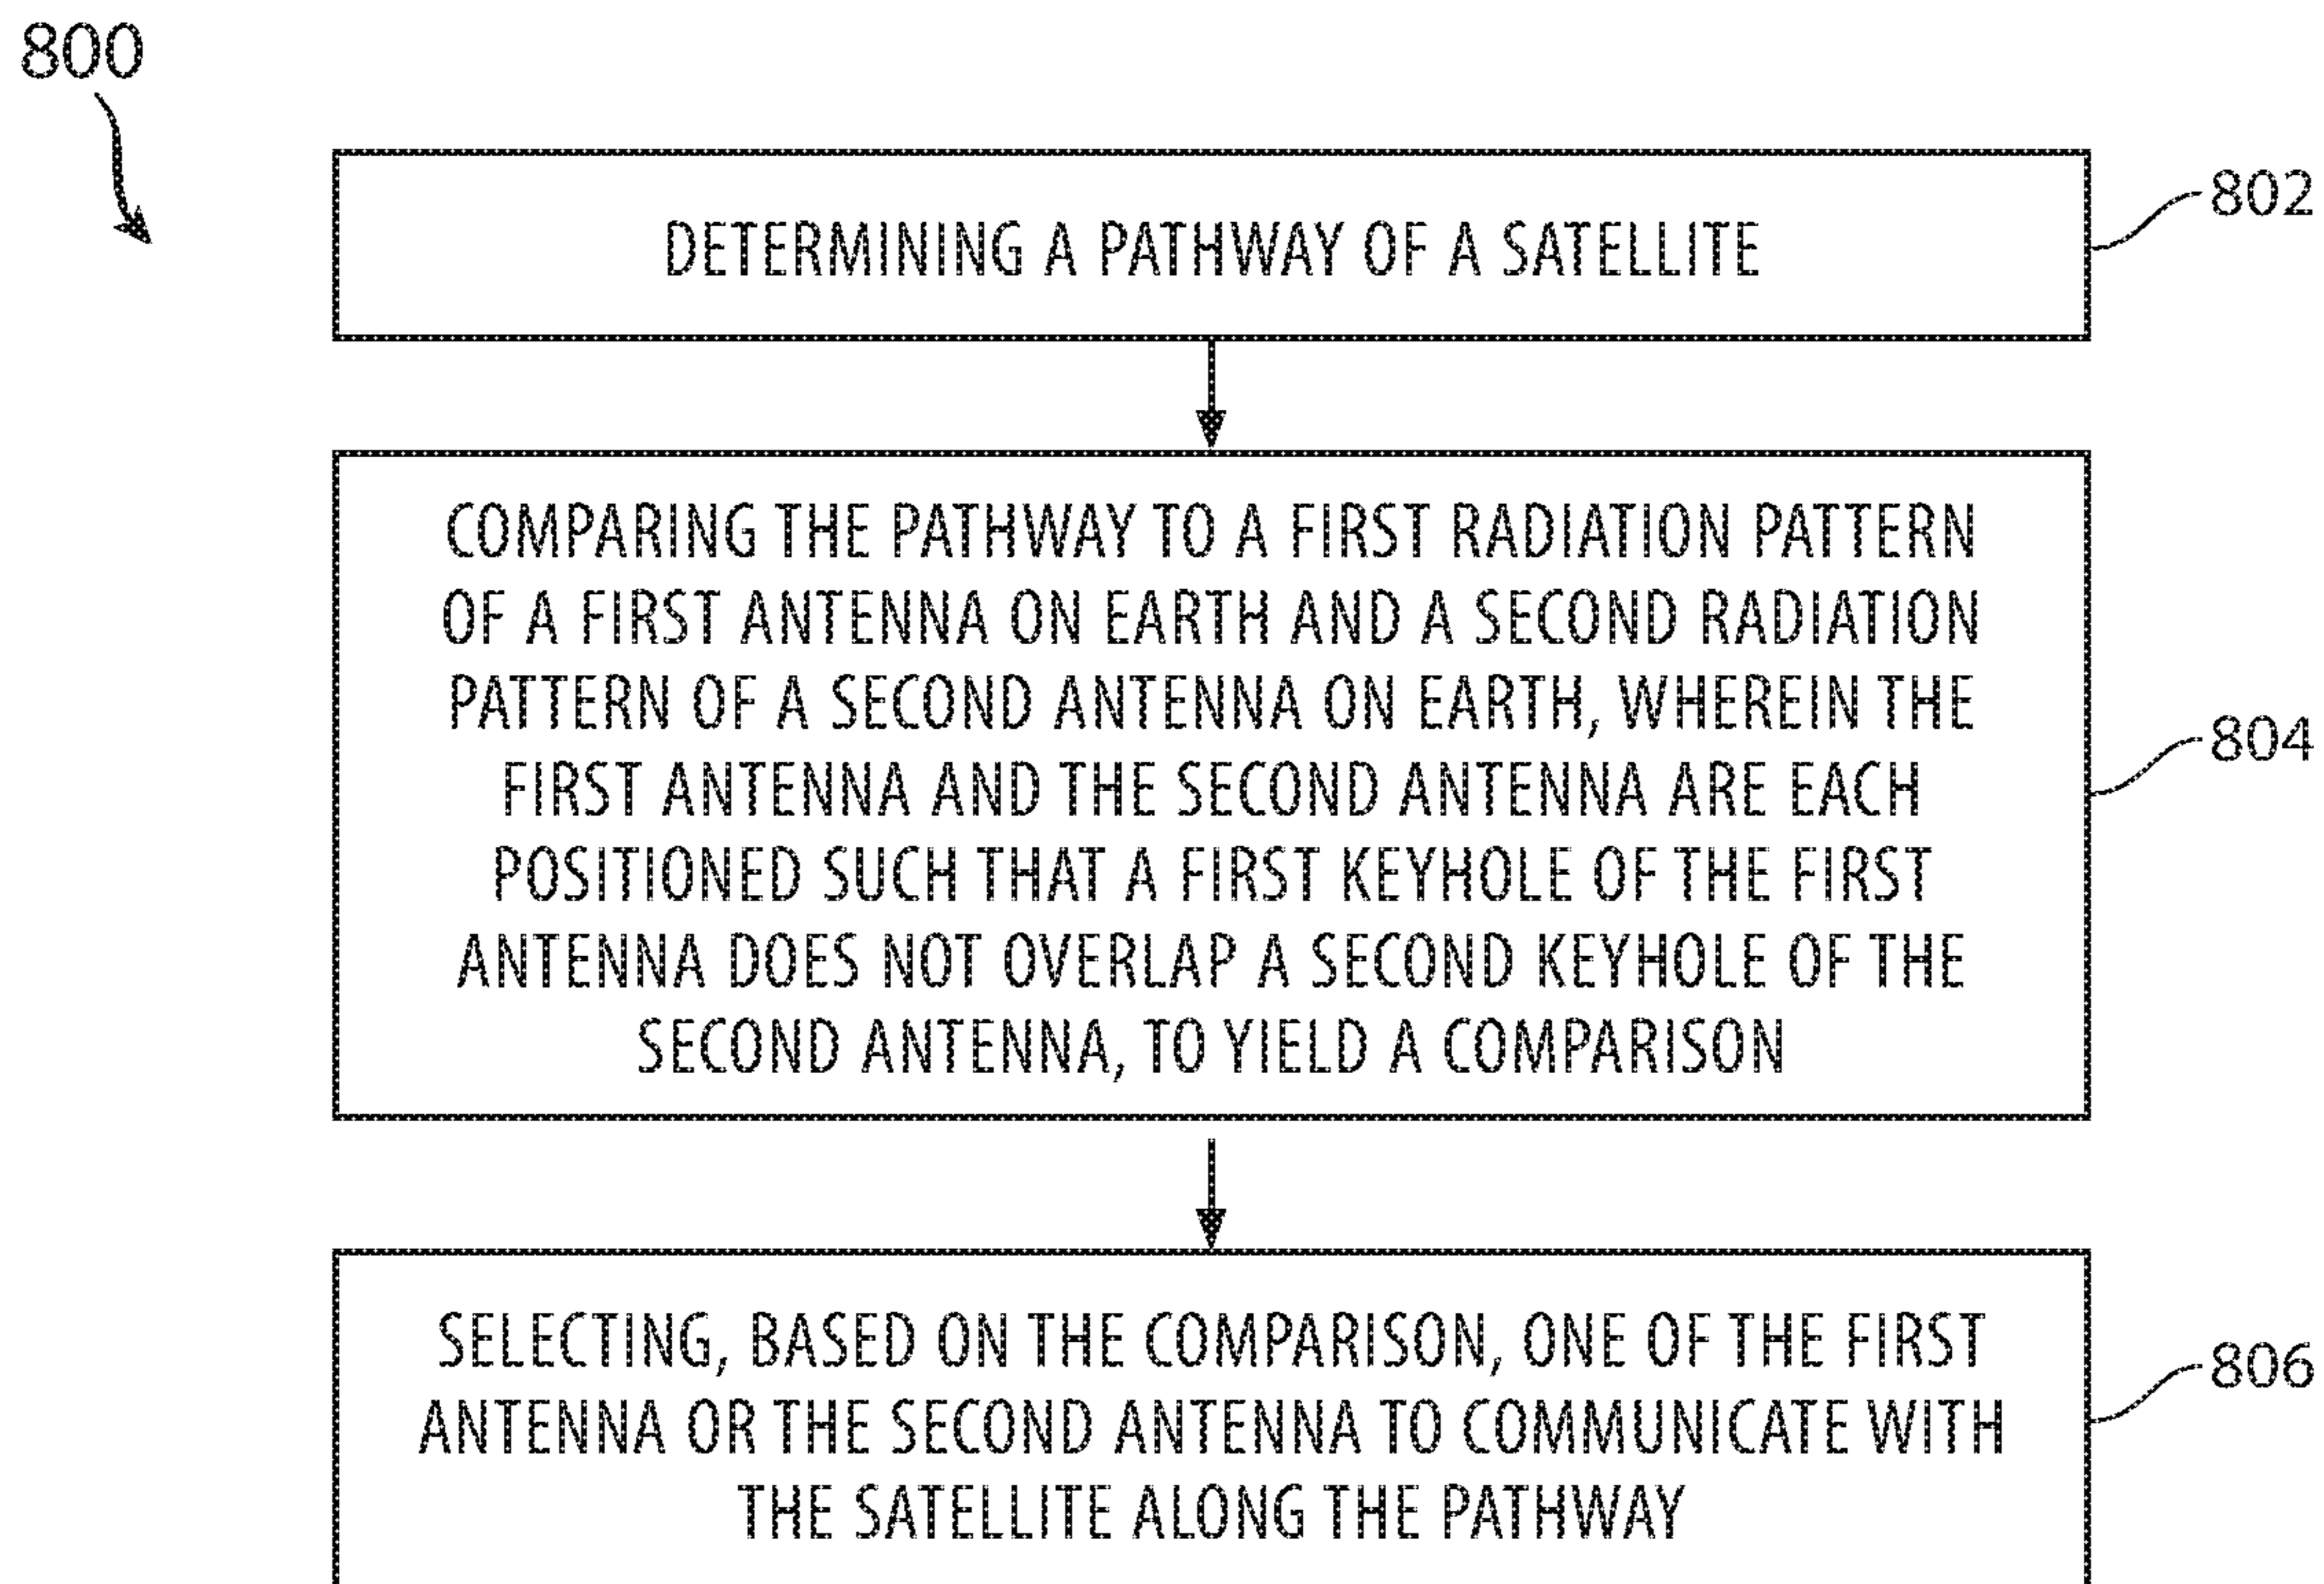 800
DETERMINING A PATHWAY OF A SATELLITE
802
COMPARING THE PATHWAY TO A FIRST RADIATION PATTERN
OF A FIRST ANTENNA ON EARTH AND A SECOND RADIATION
PATTERN OF A SECOND ANTENNA ON EARTH, WHEREIN THE
FIRST ANTENNA AND THE SECOND ANTENNA ARE EACH
POSITIONED SUCH THAT A FIRST KEYHOLE OF THE FIRST
ANTENNA DOES NOT OVERLAP A SECOND KEYHOLE OF THE
SECOND ANTENNA, TO YIELD A COMPARISON
804
SELECTING, BASED ON THE COMPARISON, ONE OF THE FIRST
ANTENNA OR THE SECOND ANTENNA TO COMMUNICATE WITH
THE SATELLITE ALONG THE PATHWAY
806